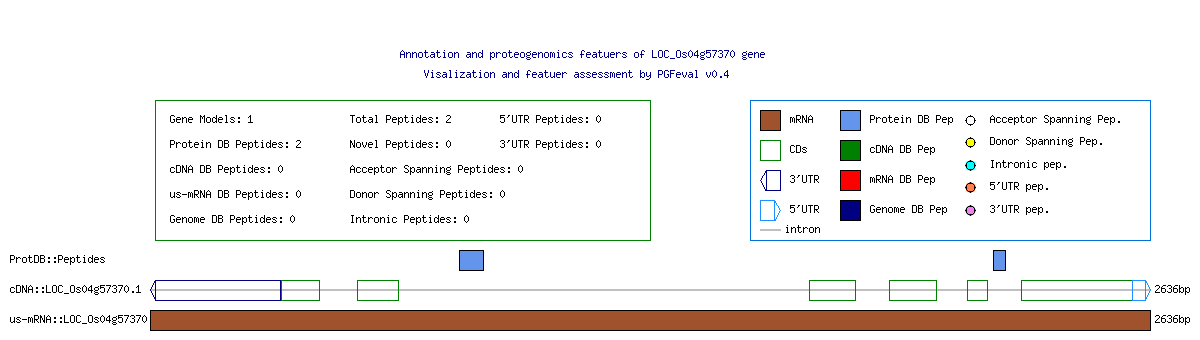 Annotation and proteogenomics featuers of LOC_Os04g57370 gene
Visalization and featuer assessment by PGFeval v0.4
Gene Models: 1
Total Peptides: 2
5'UTR Peptides: 0
Protein DB Peptides: 2
Novel Peptides: 0
3'UTR Peptides: 0
cDNA DB Peptides: 0
Acceptor Spanning Peptides: 0
us-mRNA DB Peptides: 0
Donor Spanning Peptides: 0
Genome DB Peptides: 0
Intronic Peptides: 0
mRNA
Protein DB Pep
Acceptor Spanning Pep.
CDs
cDNA DB Pep
Donor Spanning Pep.
3'UTR
mRNA DB Pep
Intronic pep.
5'UTR
Genome DB Pep
5'UTR pep.
3'UTR pep.
intron
ProtDB::Peptides
cDNA::LOC_Os04g57370.1
2636bp
us-mRNA::LOC_Os04g57370
2636bp